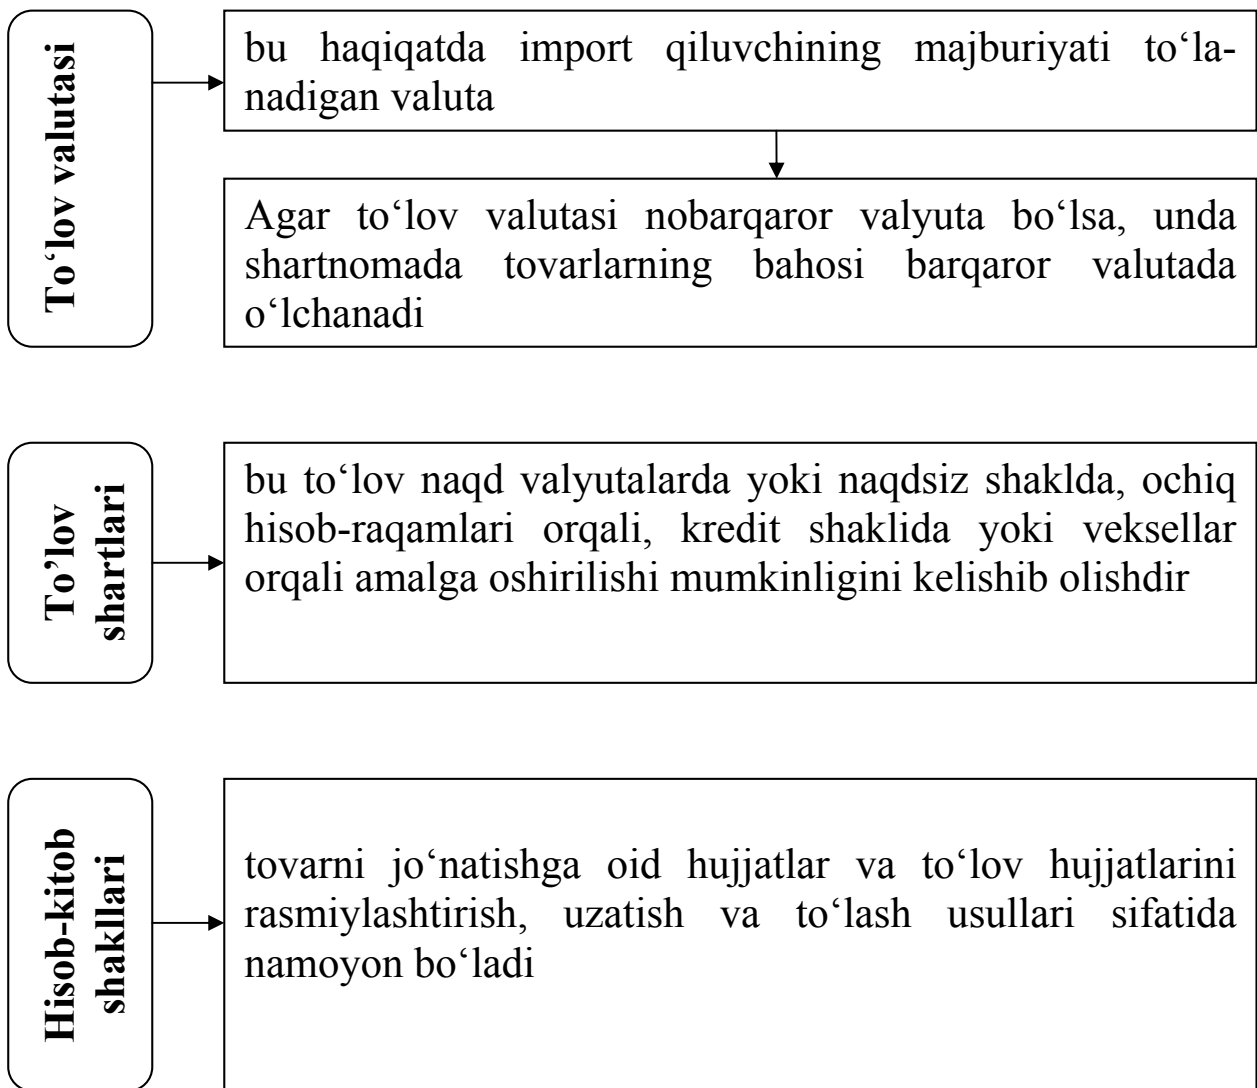 To‘lov valutasi
bu haqiqatda import qiluvchining majburiyati to‘la-
nadigan valuta
Agar to‘lov valutasi nobarqaror valyuta bo‘lsa, unda
shartnomada tovarlarning bahosi barqaror valutada
o‘lchanadi
To’lov
shartlari
bu to‘lov naqd valyutalarda yoki naqdsiz shaklda, ochiq
hisob-raqamlari orqali, kredit shaklida yoki veksellar
orqali amalga oshirilishi mumkinligini kelishib olishdir
Hisob-kitob
shakllari
tovarni jo‘natishga oid hujjatlar va to‘lov hujjatlarini
rasmiylashtirish, uzatish va to‘lash usullari sifatida
namoyon bo‘ladi